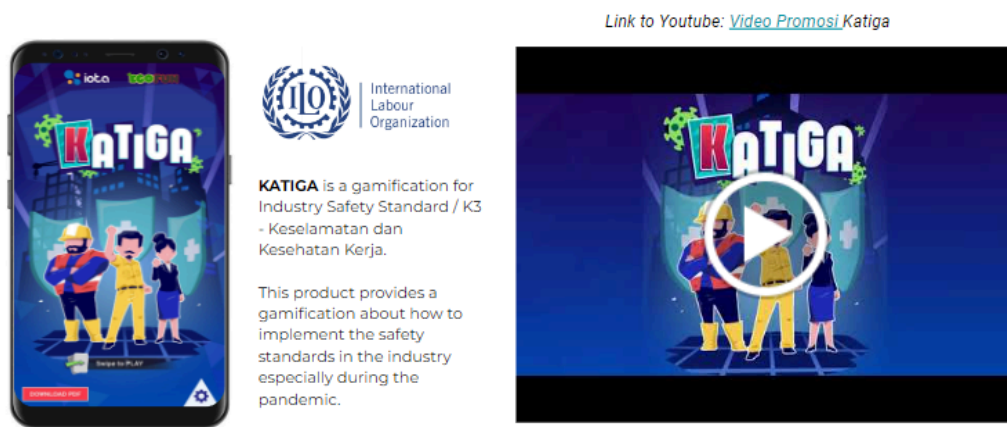 Link to Youtube: Video Promosi Katiga
iota
KATIGA
Swipe to PLAY
DOWNLOAD PDF
ILO
International
Labour
Organization
KATIGA is a gamification for
Industry Safety Standard / K3
- Keselamatan dan
Kesehatan Kerja.
This product provides a
gamification about how to
implement the safety
standards in the industry
especially during the
pandemic.
KATIGA